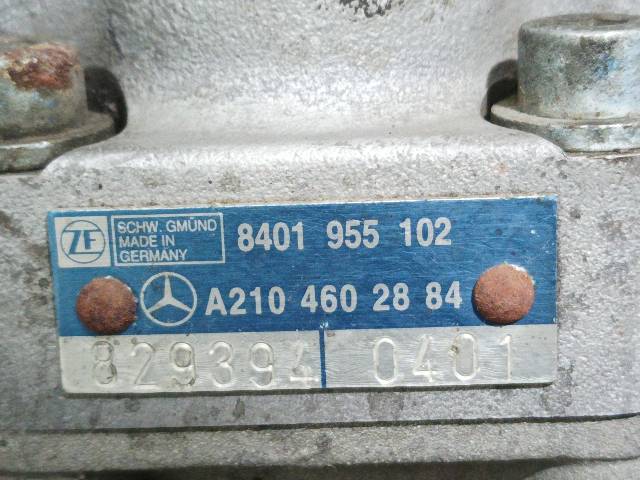 ZF
SCHW. GMÜND
MADE IN
GERMANY
8401 955 102
A210 460 28 84
829394 0401